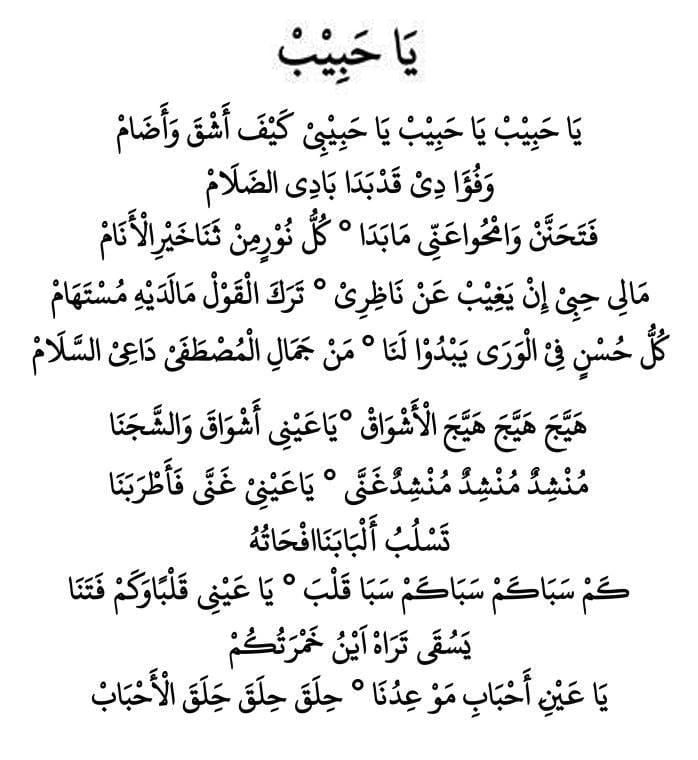 يَا حَبِيْبْ
يَا حَبِيْبْ يَا حَبِيْبْ يَا حَبِيْبِيْ كَيْفَ أَشْقَ وَأَضَامْ
وَفُؤَا دِىْ قَدْبَدَا بَادِى الضَلَامْ
فَتَحَنَّنْ وَامْحُواعَنِّى مَابَدَا ° كُلُّ نُوْرٍمِنْ ثَنَاخَيْرِالْأَنَامْ
مَالِى حِبِىْ إِنْ يَغِيْبْ عَنْ نَاظِرِىْ ° تَرَكَ الْقَوْلْ مَالَدَيْهِ مُسْتَهَامْ
كُلُّ حُسْنٍ فِىْ الْوَرَى يَبْدُوْا لَنَا ° مَنْ جَمَالِ الْمُصْطَفَىْ دَاعِىْ السَّلَامْ
هَيَّجَ هَيَّجَ هَيَّجَ الْأَشْوَاقْ °يَاعَيْنِى أَشْوَاقَ وَالشَّجَنَا
مُنْشِدٌ مُنْشِدٌ مُنْشِدٌغَنَّى ° يَاعَيْنِىْ غَنَّى فَأَطْرَبَنَا
تَسْلُبُ أَلْبَابَنَاافْحَاتُهُ
كَمْ سَبَاكَمْ سَبَاكَمْ سَبَا قَلْبَ ° يَا عَيْنِى قَلْبًاوَكَمْ فَتَنَا
يَسُقَى تَرَاهْ اَيْنُ خَمْرَتُكُمْ
يَا عَيْنِ أَحْبَابِ مَوْ عِدُنَا ° حِلَقَ حِلَقَ حَِلَقَ الْأَحْبَابْ